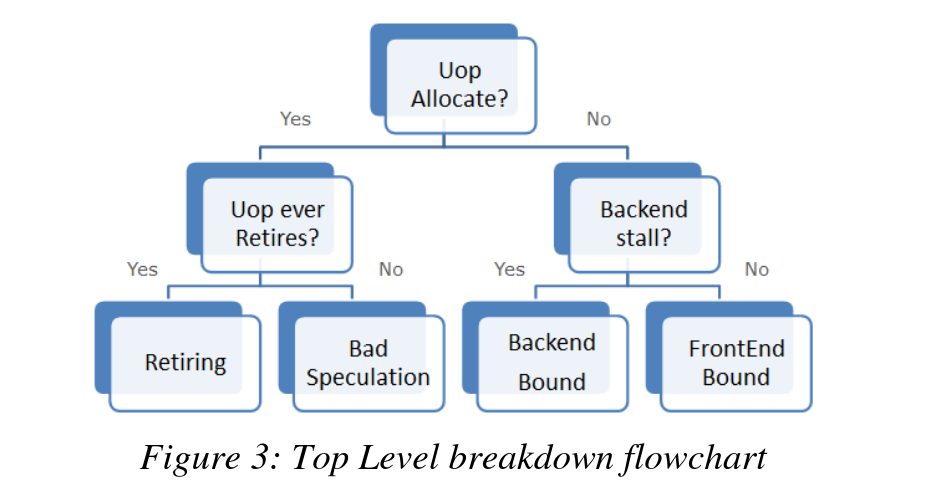 Uop
Allocate?
Yes
No
Uop ever
Retires?
Backend
stall?
Yes
No
Yes
No
Retiring
Bad
Speculation
Backend
Bound
FrontEnd
Bound
Figure 3: Top Level breakdown flowchart